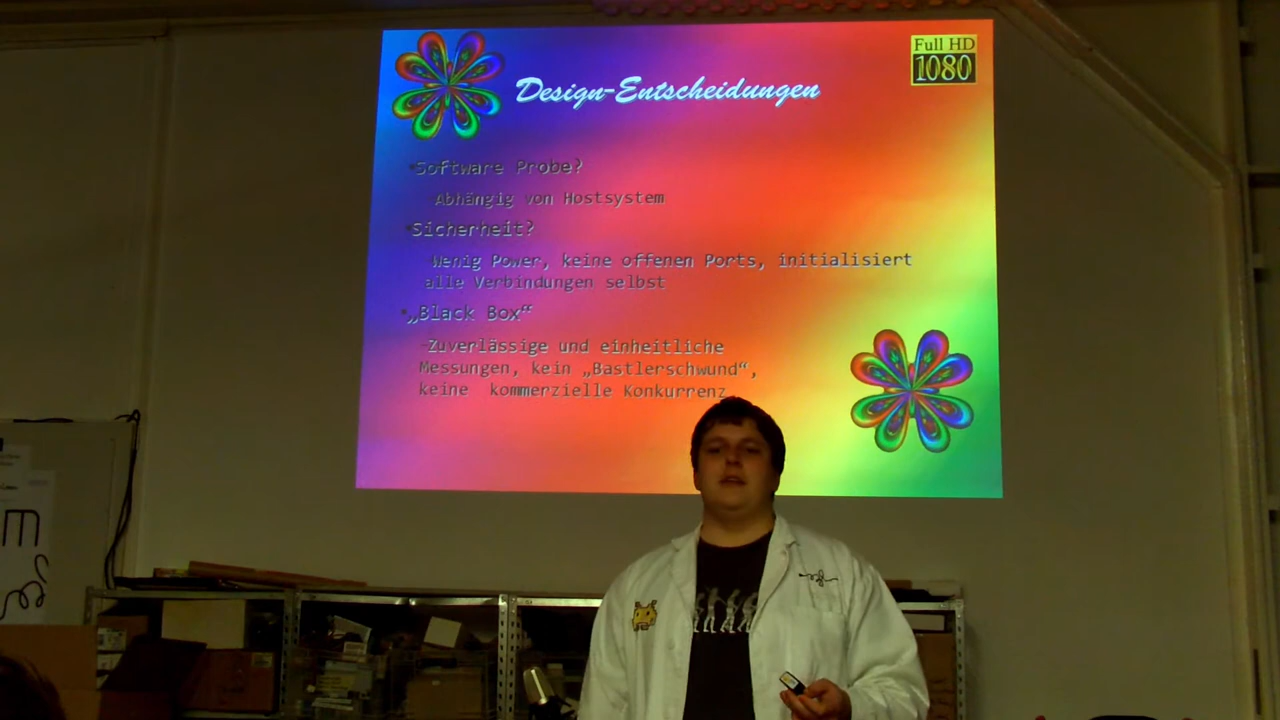 Full HD
1080
Design-Entscheidungen
Software Probe?
Abhängig von Hostsystem
Sicherheit?
Wenig Power, keine offenen Ports, initialisiert
alle Verbindungen selbst
„Black Box“
Zuverlässige und einheitliche
Messungen, kein „Bastlerschwund“,
keine kommerzielle Konkurrenz